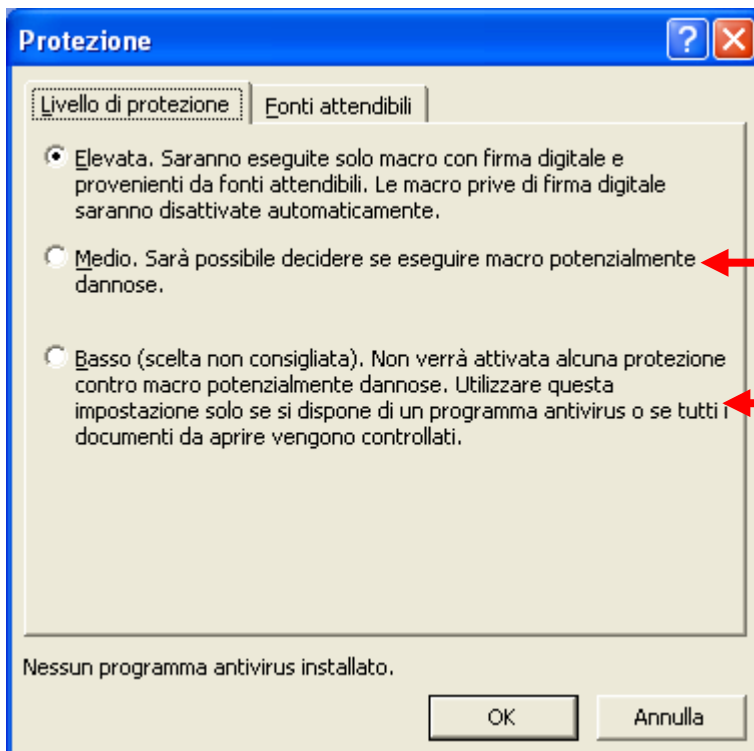 Protezione
Livello di protezione
Fonti attendibili
Elevata. Saranno eseguite solo macro con firma digitale e
provenienti da fonti attendibili. Le macro prive di firma digitale
saranno disattivate automaticamente.
Medio. Sarà possibile decidere se eseguire macro potenzialmente
dannose.
Basso (scelta non consigliata). Non verrà attivata alcuna protezione
contro macro potenzialmente dannose. Utilizzare questa
impostazione solo se si dispone di un programma antivirus o se tutti i
documenti da aprire vengono controllati.
Nessun programma antivirus installato.
OK
Annulla